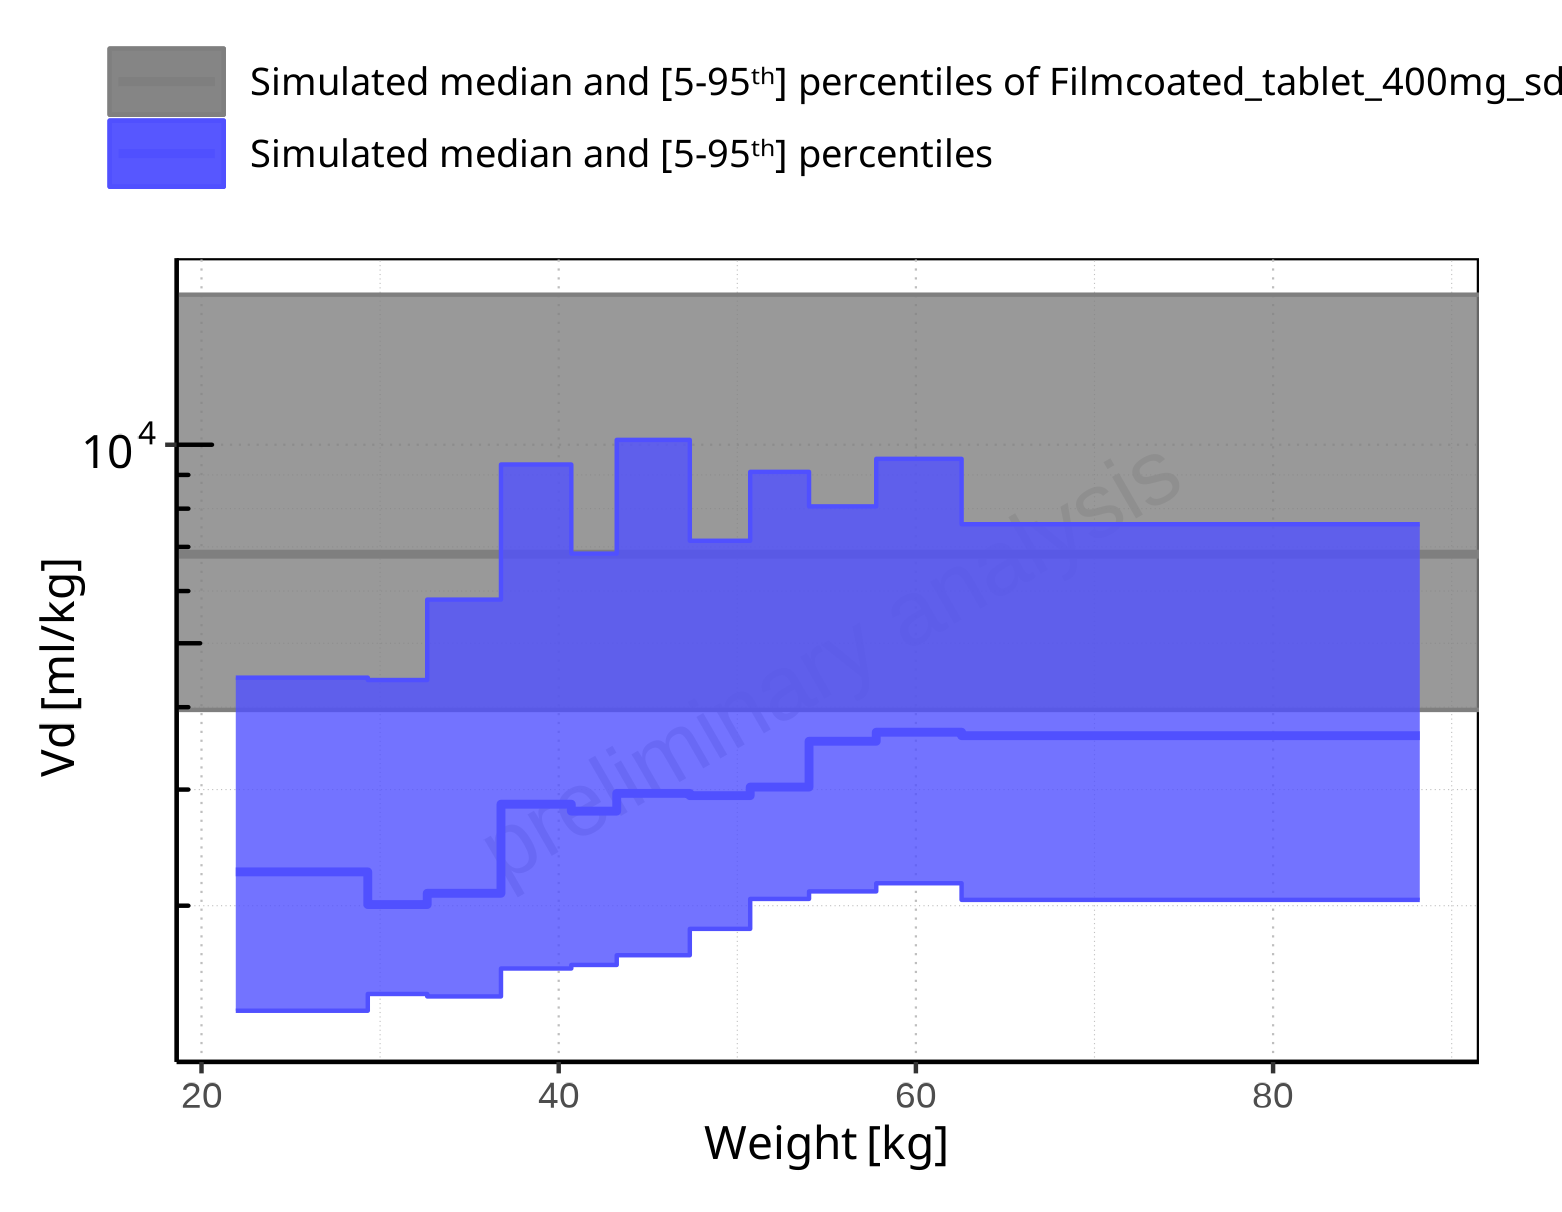 Simulated median and [5-95ᵗʰ] percentiles of Filmcoated_tablet_400mg_sd
Simulated median and [5-95ᵗʰ] percentiles
10⁴
Vd [ml/kg]
preliminary analysis
20 40 60 80
Weight [kg]